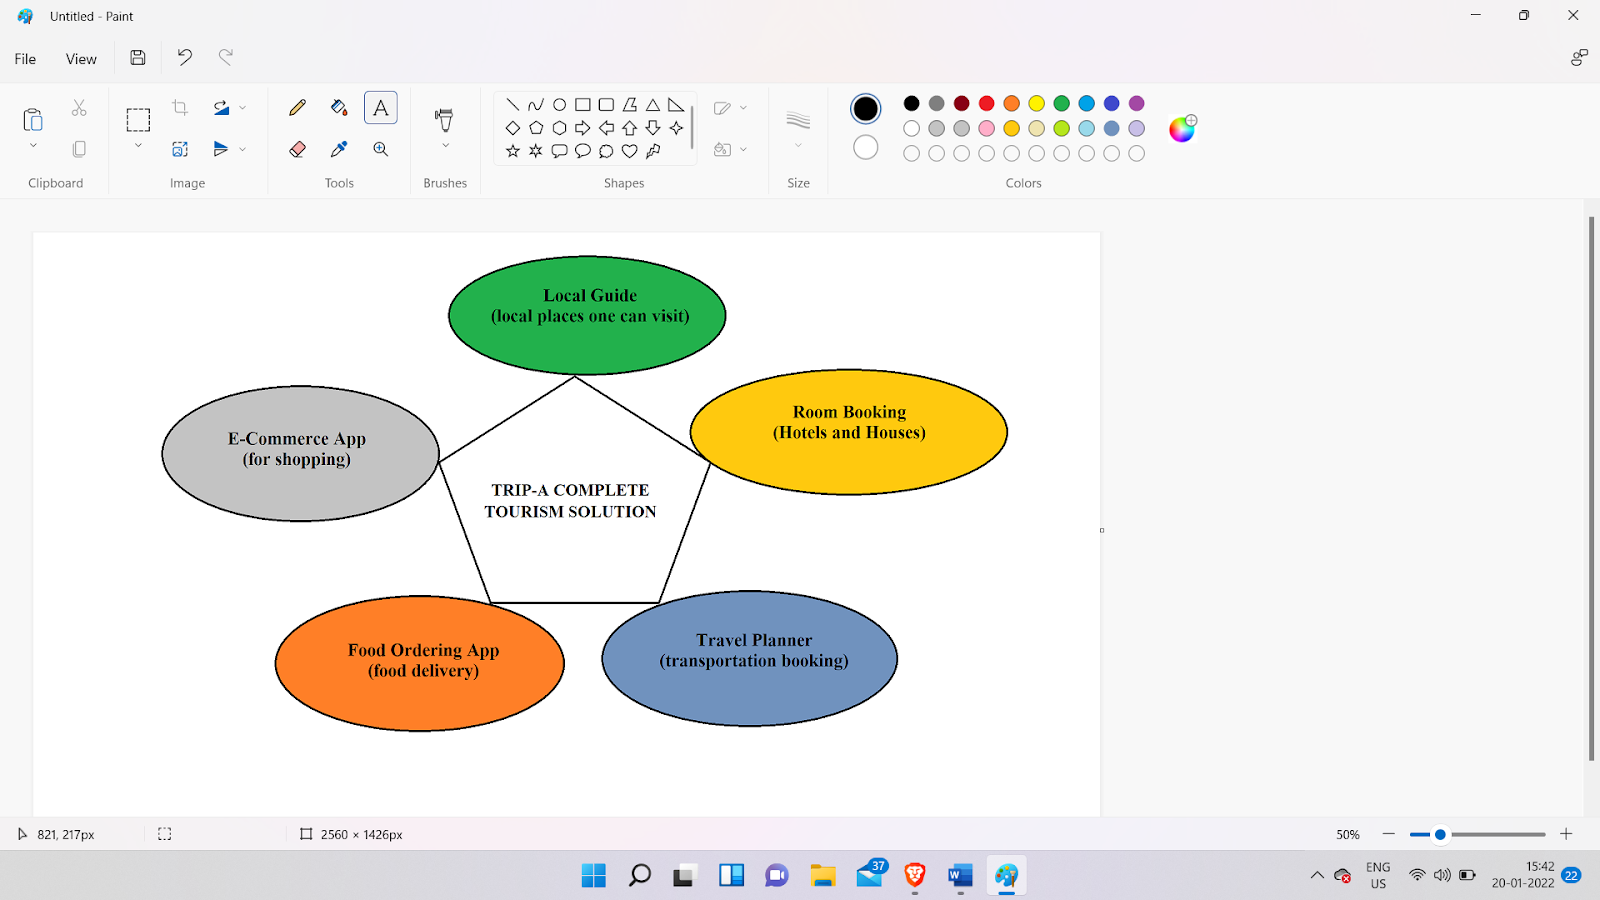 Untitled - Paint
File View
Clipboard
Image
Tools
Brushes
Shapes
Size
Colors
Local Guide
(local places one can visit)
Room Booking
(Hotels and Houses)
E-Commerce App
(for shopping)
TRIP-A COMPLETE
TOURISM SOLUTION
Food Ordering App
(food delivery)
Travel Planner
(transportation booking)
821, 217px
2560 × 1426px
50%
37
ENG
US
15:42
20-01-2022
22